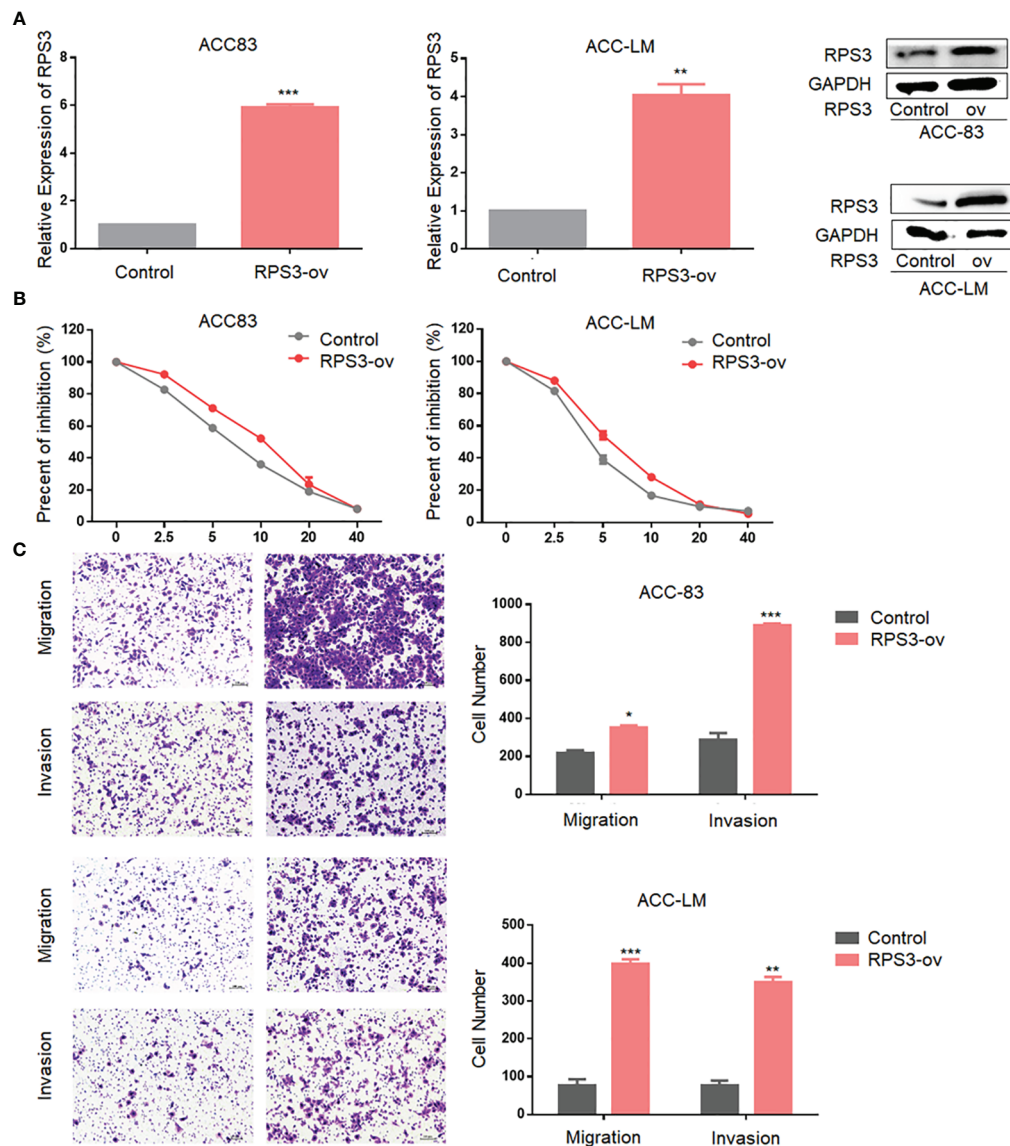 A
ACC83
Relative Expression of RPS3
8
6
4
2
0
***
Control
RPS3-ov
ACC-LM
Relative Expression of RPS3
5
4
3
2
1
0
**
Control
RPS3-ov
RPS3
GAPDH
RPS3 Control ov
ACC-83
RPS3
GAPDH
RPS3 Control ov
ACC-LM
B
ACC83
Precent of inhibition (%)
120
100
80
60
40
20
0
Control
RPS3-ov
0 2.5 5 10 20 40
ACC-LM
Precent of inhibition (%)
120
100
80
60
40
20
0
Control
RPS3-ov
0 2.5 5 10 20 40
C
Migration
Invasion
Migration
Invasion
ACC-83
Cell Number
1000
800
600
400
200
0
*
***
Control
RPS3-ov
Migration Invasion
ACC-LM
Cell Number
500
400
300
200
100
0
***
**
Control
RPS3-ov
Migration Invasion